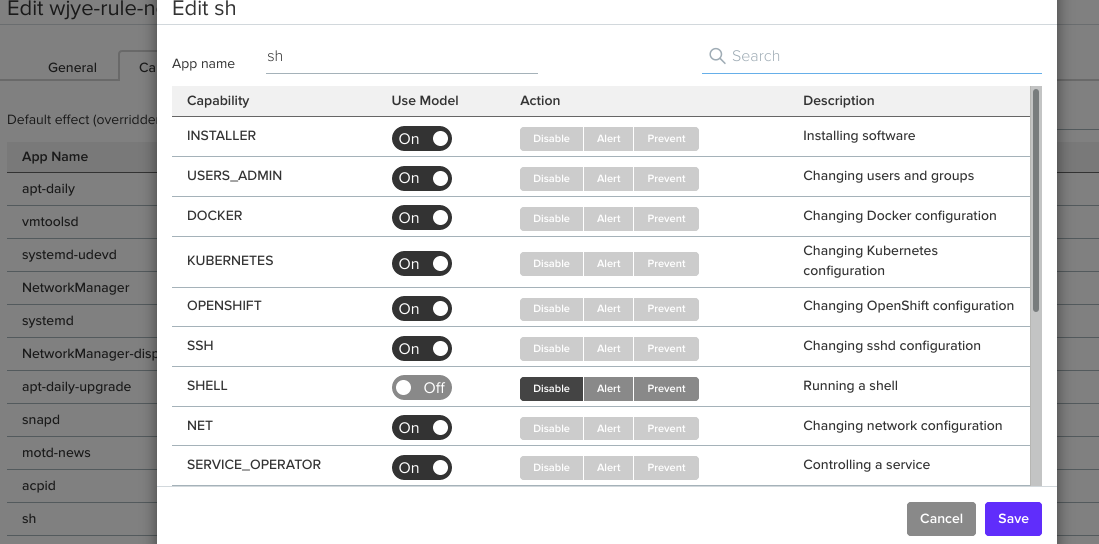 Edit wjye-rule-n
Edit sh
General
Ca
App name
sh
Search
Default effect (overridde
App Name
apt-daily
vmtoolsd
systemd-udevd
NetworkManager
systemd
NetworkManager-disp
apt-daily-upgrade
snapd
motd-news
acpid
sh
Capability Use Model Action Description
INSTALLER On Disable Alert Prevent Installing software
USERS_ADMIN On Disable Alert Prevent Changing users and groups
DOCKER On Disable Alert Prevent Changing Docker configuration
KUBERNETES On Disable Alert Prevent Changing Kubernetes
configuration
OPENSHIFT On Disable Alert Prevent Changing OpenShift configuration
SSH On Disable Alert Prevent Changing sshd configuration
SHELL Off Disable Alert Prevent Running a shell
NET On Disable Alert Prevent Changing network configuration
SERVICE_OPERATOR On Disable Alert Prevent Controlling a service
Cancel Save